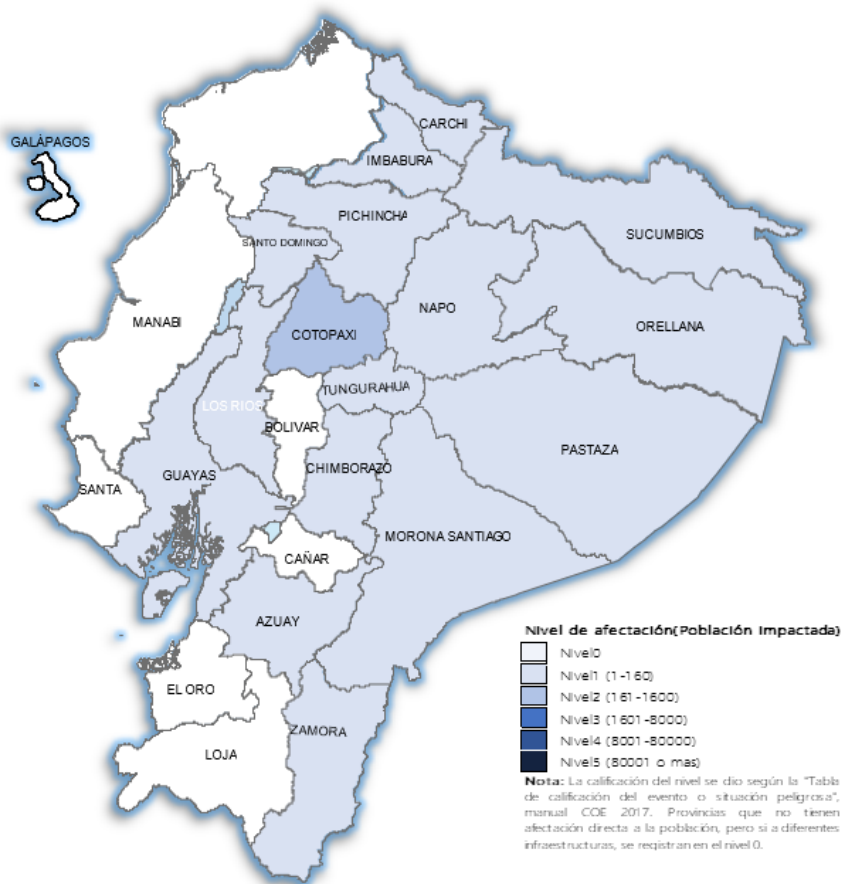 CARCHI
GALÁPAGOS
IMBABURA
PICHINCHA
SANTO DOMINGO
SUCUMBIOS
NAPO
MANABI
COTOPAXI
ORELLANA
TUNGURAHUA
LOS RIOS
BOLIVAR
PASTAZA
CHIMBORAZO
GUAYAS
SANTA
MORONA SANTIAGO
CAÑAR
AZUAY
EL ORO
ZAMORA
LOJA
Nivel de afectación(Población Impactada)
Nivel0
Nivel1 (1-160)
Nivel2 (161-1600)
Nivel3 (1601-8000)
Nivel4 (8001-80000)
Nivel5 (80001 o mas)
Nota: La calificación del nivel se dio según la "Tabla
de calificación del evento o situación peligrosa",
manual COE 2017. Provincias que no tienen
afectación directa a la población, pero si a diferentes
infraestructuras, se registran en el nivel 0.